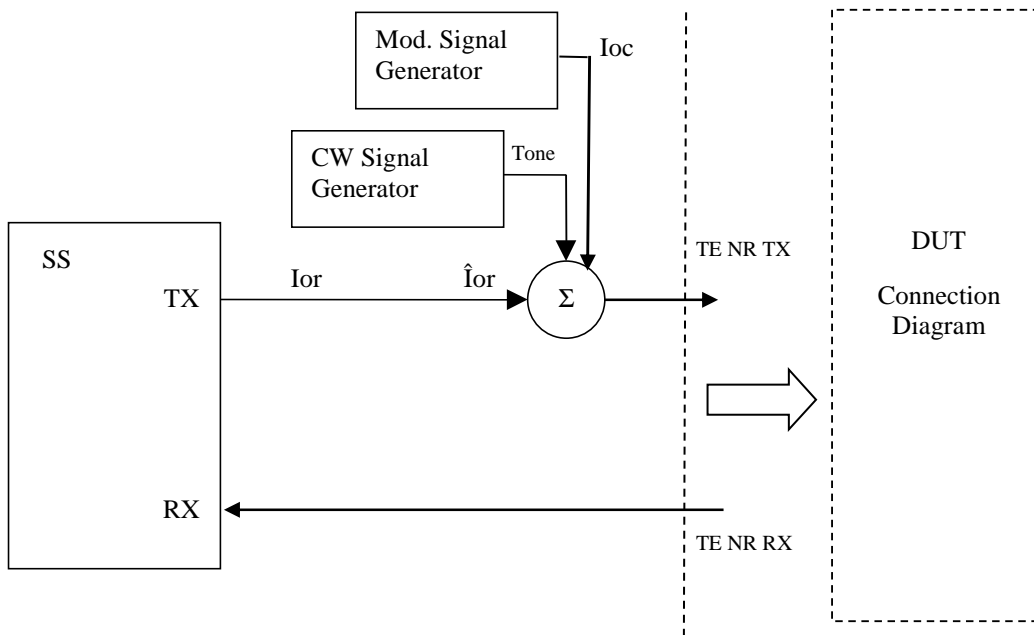 Mod. Signal
Generator
Ioc
CW Signal
Generator
Tone
SS
TX
Ior
Îor
Σ
TE NR TX
DUT
Connection
Diagram
RX
TE NR RX